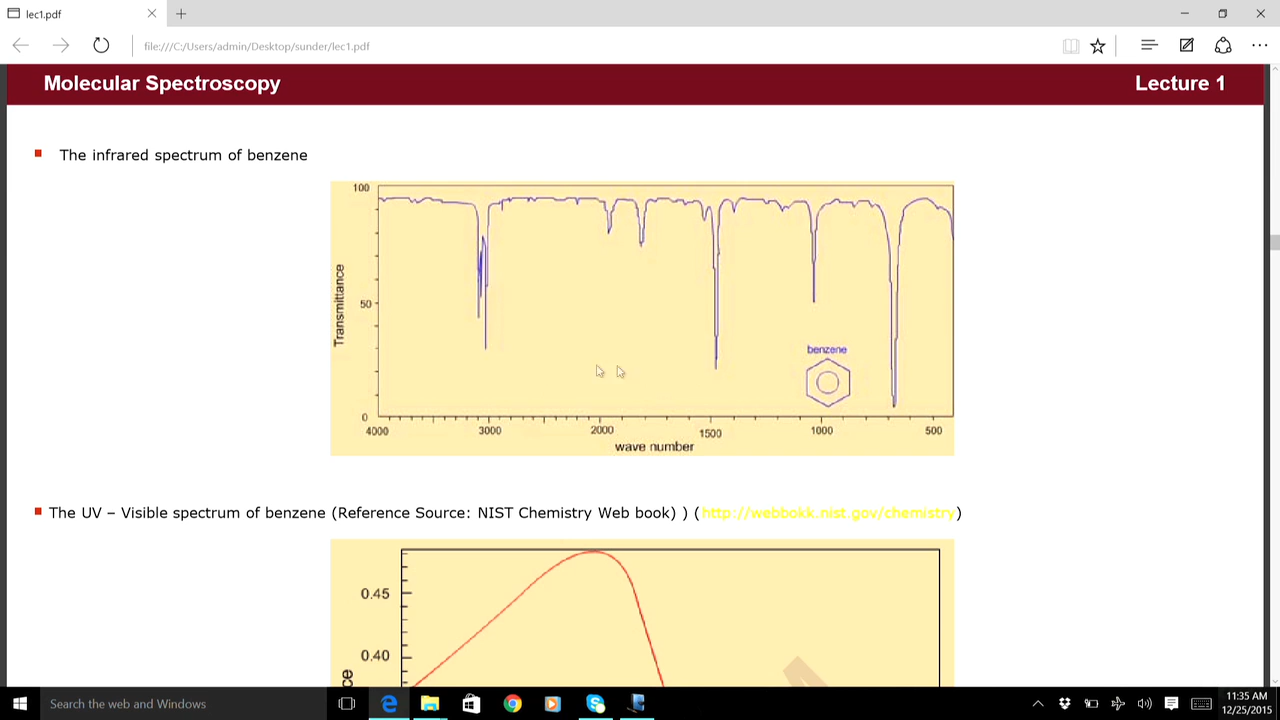 lec1.pdf
file:///C:/Users/admin/Desktop/sunder/lec1.pdf
Molecular Spectroscopy Lecture 1
The infrared spectrum of benzene
100
50
0
Transmittance
benzene
4000 3000 2000 1500 1000 500
wave number
The UV – Visible spectrum of benzene (Reference Source: NIST Chemistry Web book) ) (http://webbokk.nist.gov/chemistry)
0.45
0.40
ce
Search the web and Windows
11:35 AM
12/25/2015